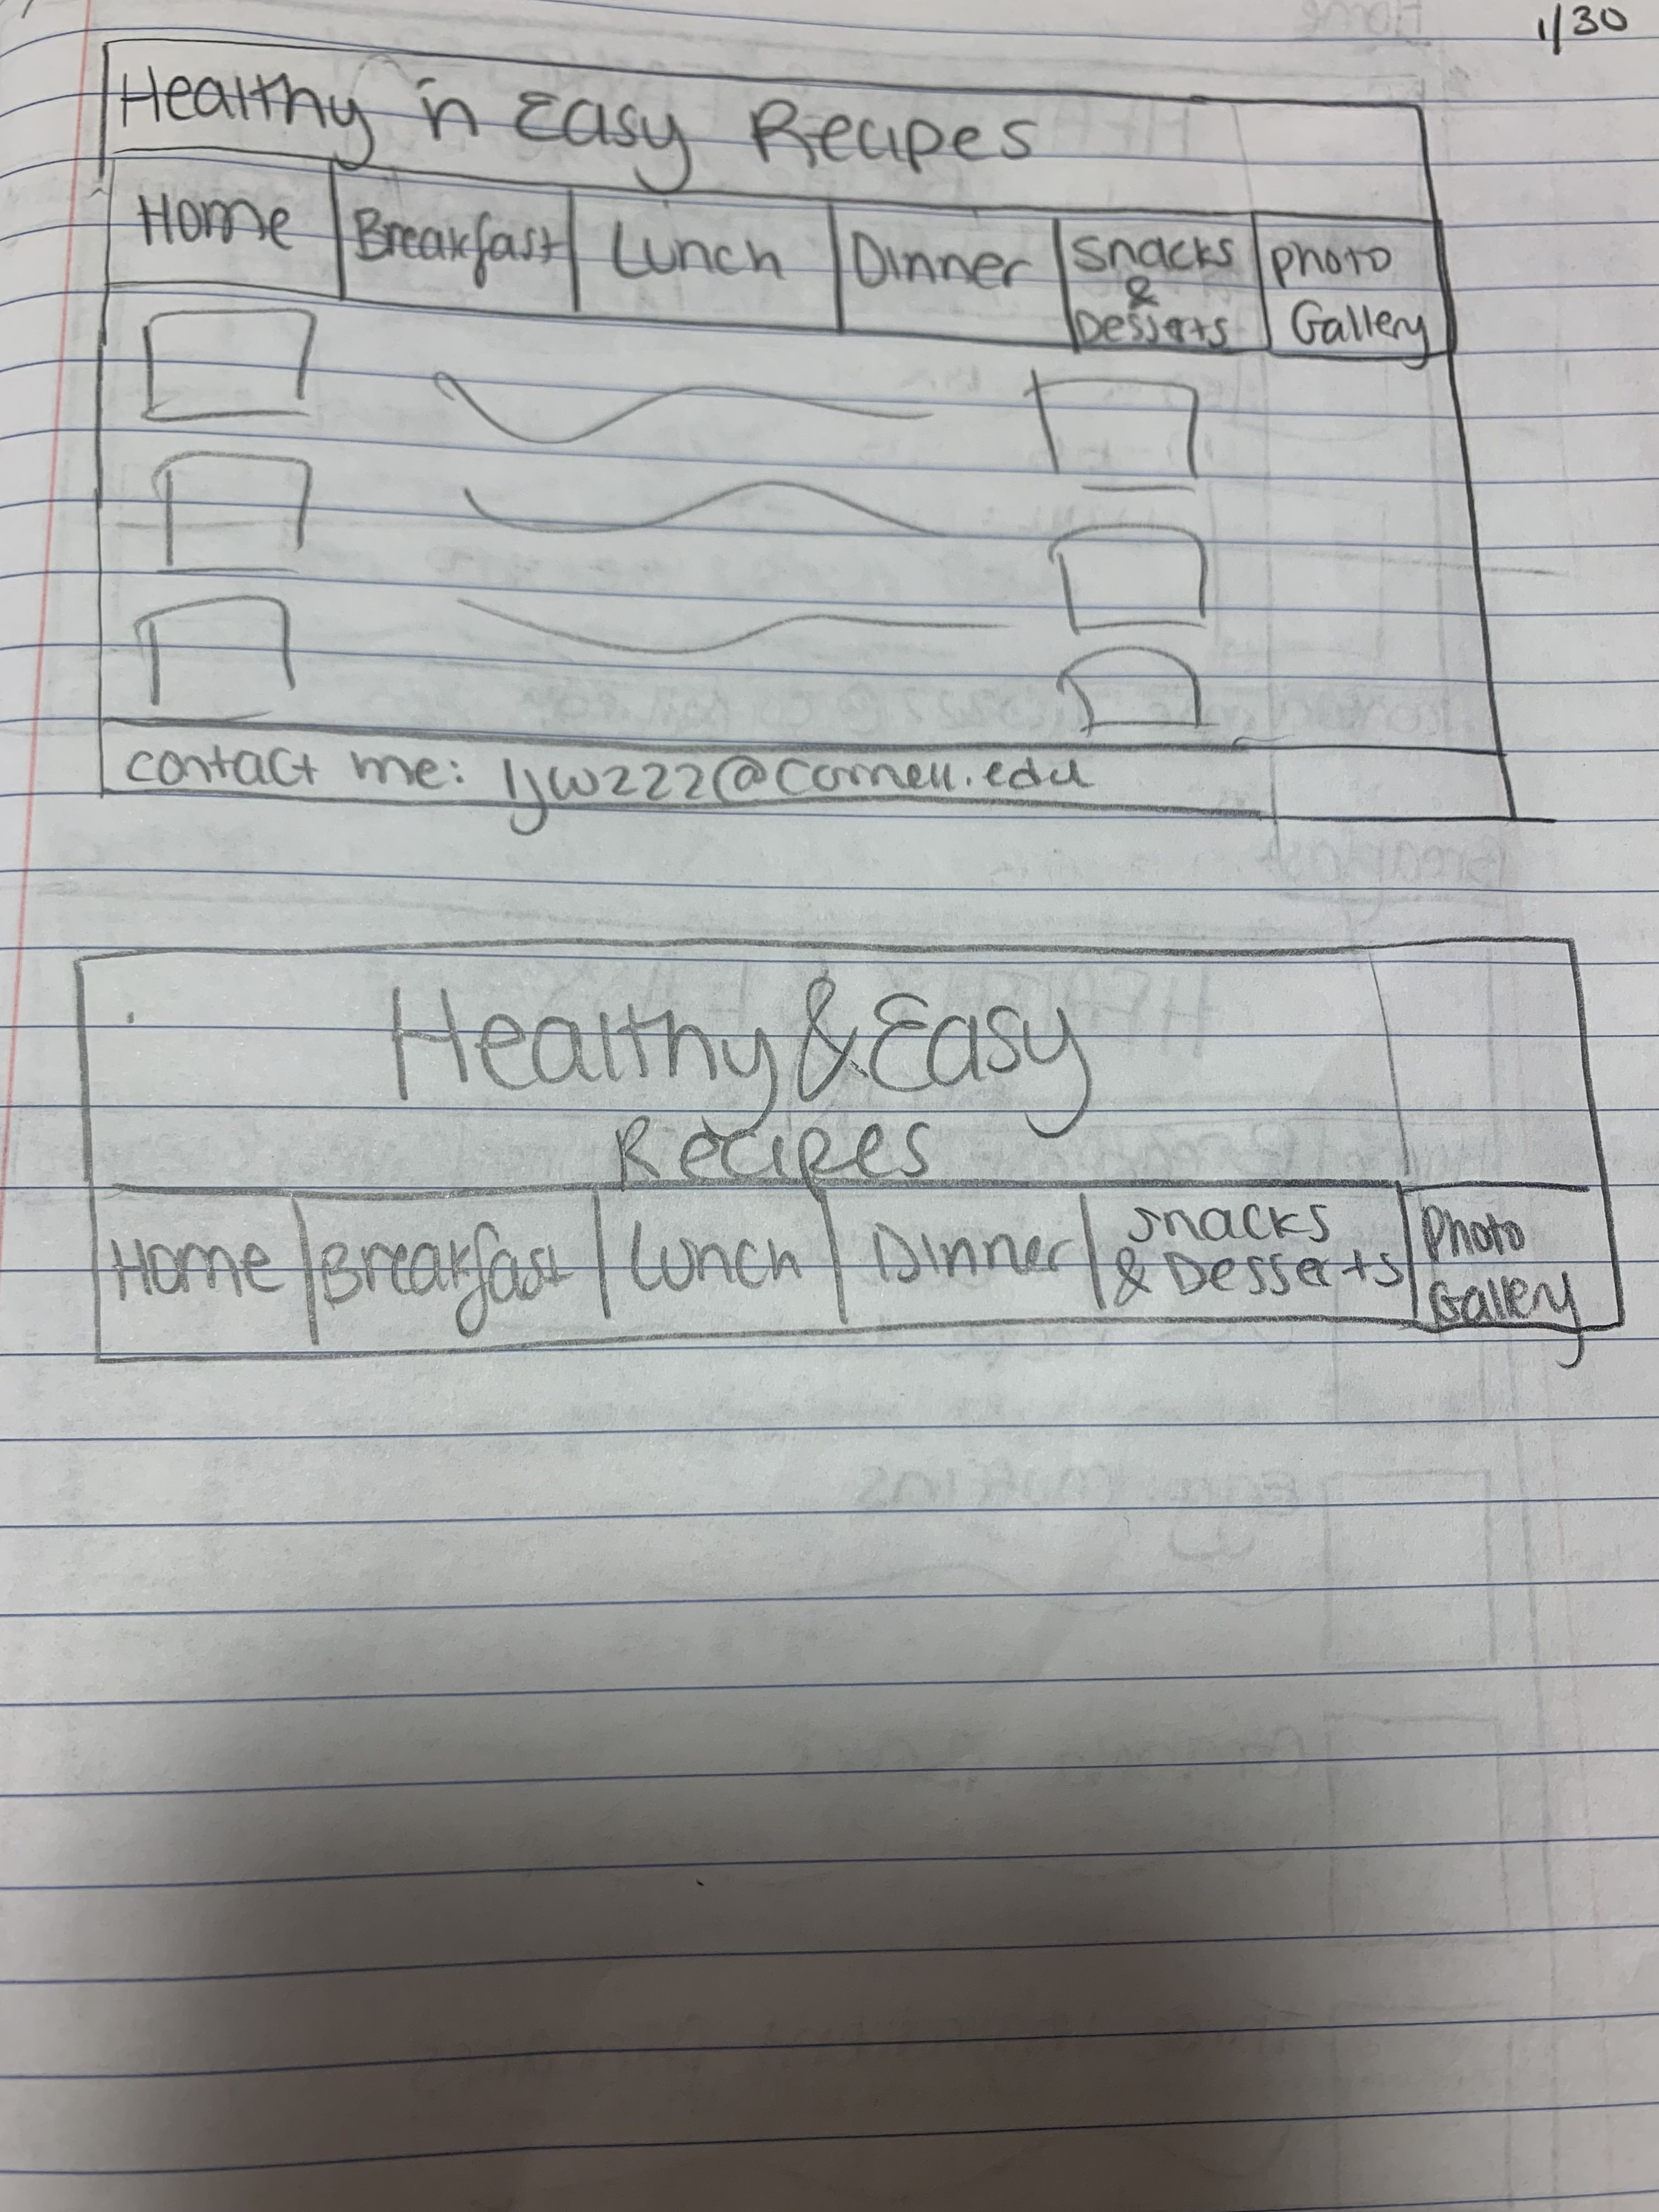 1/30
Healthy n Easy Recipes
Home Breakfast Lunch Dinner Snacks & Desserts Photo Gallery
contact me: ljw222@cornell.edu
Healthy & Easy
Recipes
Home Breakfast Lunch Dinner Snacks & Desserts Photo Gallery